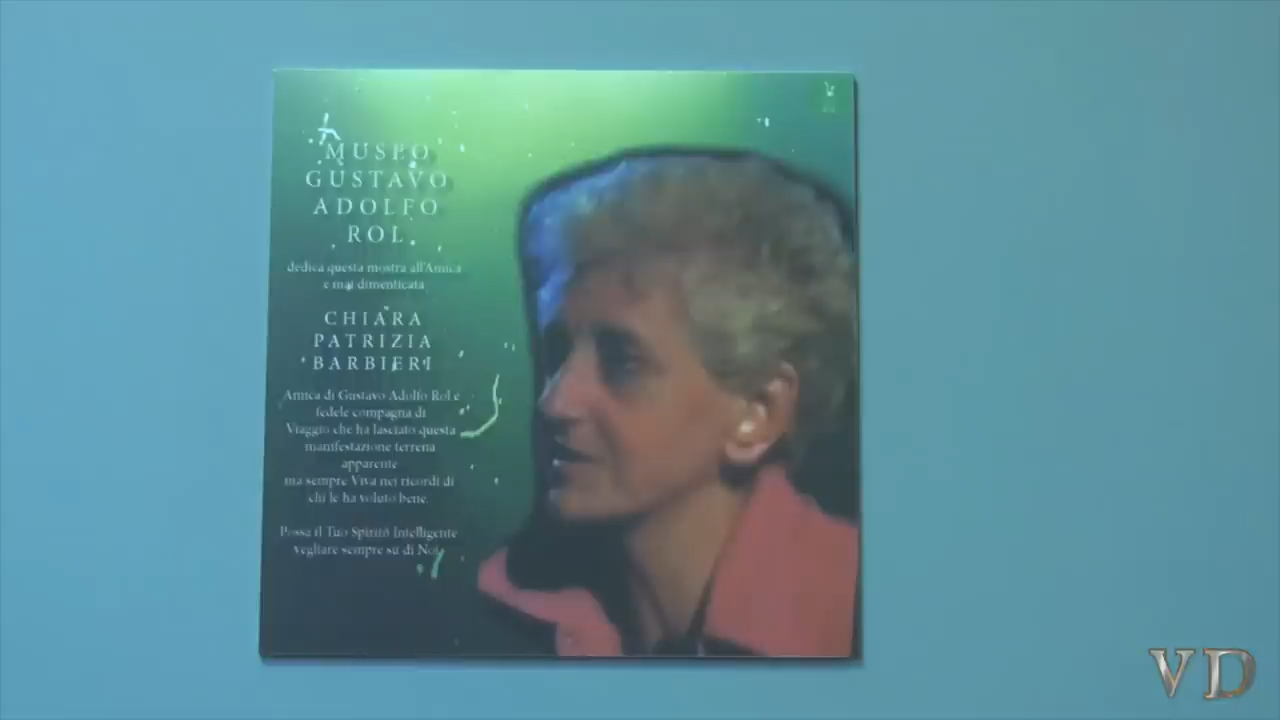 MUSEO
GUSTAVO
ADOLFO
ROL
dedica questa mostra all'Amica
e mai dimenticata
CHIARA
PATRIZIA
BARBIERI
Amica di Gustavo Adolfo Rol e
fedele compagna di
Viaggio che ha lasciato questa
manifestazione terrena
apparente
ma sempre Viva nei ricordi di
chi le ha voluto bene.
Possa il Tuo Spirito Intelligente
vegliare sempre su di Noi.
VD